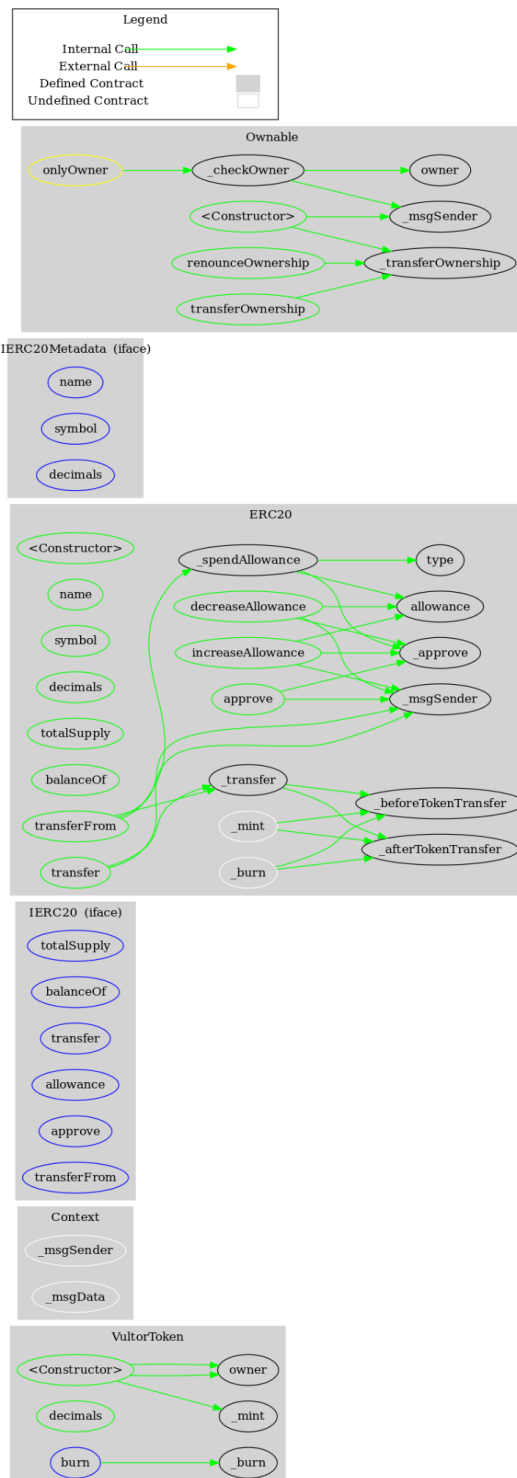 Legend
Internal Call
External Call
Defined Contract
Undefined Contract
Ownable
onlyOwner
_checkOwner
owner
<Constructor>
_msgSender
renounceOwnership
_transferOwnership
transferOwnership
IERC20Metadata (iface)
name
symbol
decimals
ERC20
<Constructor>
_spendAllowance
type
name
decreaseAllowance
allowance
symbol
increaseAllowance
_approve
decimals
approve
_msgSender
totalSupply
balanceOf
_transfer
_beforeTokenTransfer
transferFrom
_mint
_afterTokenTransfer
transfer
_burn
IERC20 (iface)
totalSupply
balanceOf
transfer
allowance
approve
transferFrom
Context
_msgSender
_msgData
VultorToken
<Constructor>
owner
decimals
_mint
burn
_burn